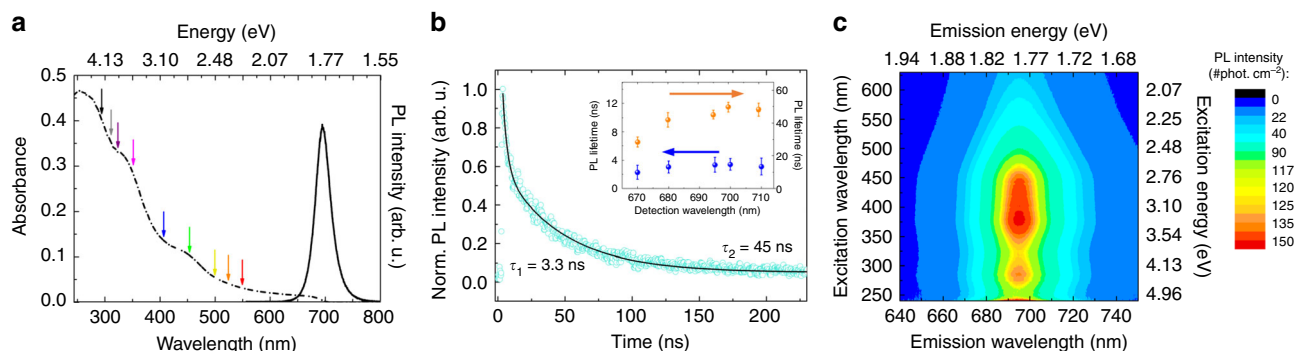 a
Energy (eV)
4.13 3.10 2.48 2.07 1.77 1.55
0.5
0.4
0.3
0.2
0.1
0.0
Absorbance
PL intensity (arb. u.)
300 400 500 600 700 800
Wavelength (nm)
b
1.0
0.8
0.6
0.4
0.2
0.0
Norm. PL intensity (arb. u.)
12
8
4
0
PL lifetime (ns)
60
40
20
0
PL lifetime (ns)
670 680 690 700 710
Detection wavelength (nm)
τ1 = 3.3 ns
τ2 = 45 ns
0 50 100 150 200
Time (ns)
c
Emission energy (eV)
1.94 1.88 1.82 1.77 1.72 1.68
600
550
500
450
400
350
300
250
Excitation wavelength (nm)
2.07
2.25
2.48
2.76
3.10
3.54
4.13
4.96
Excitation energy (eV)
640 660 680 700 720 740
Emission wavelength (nm)
PL intensity
(#phot. cm⁻²):
0
22
40
90
117
125
135
150